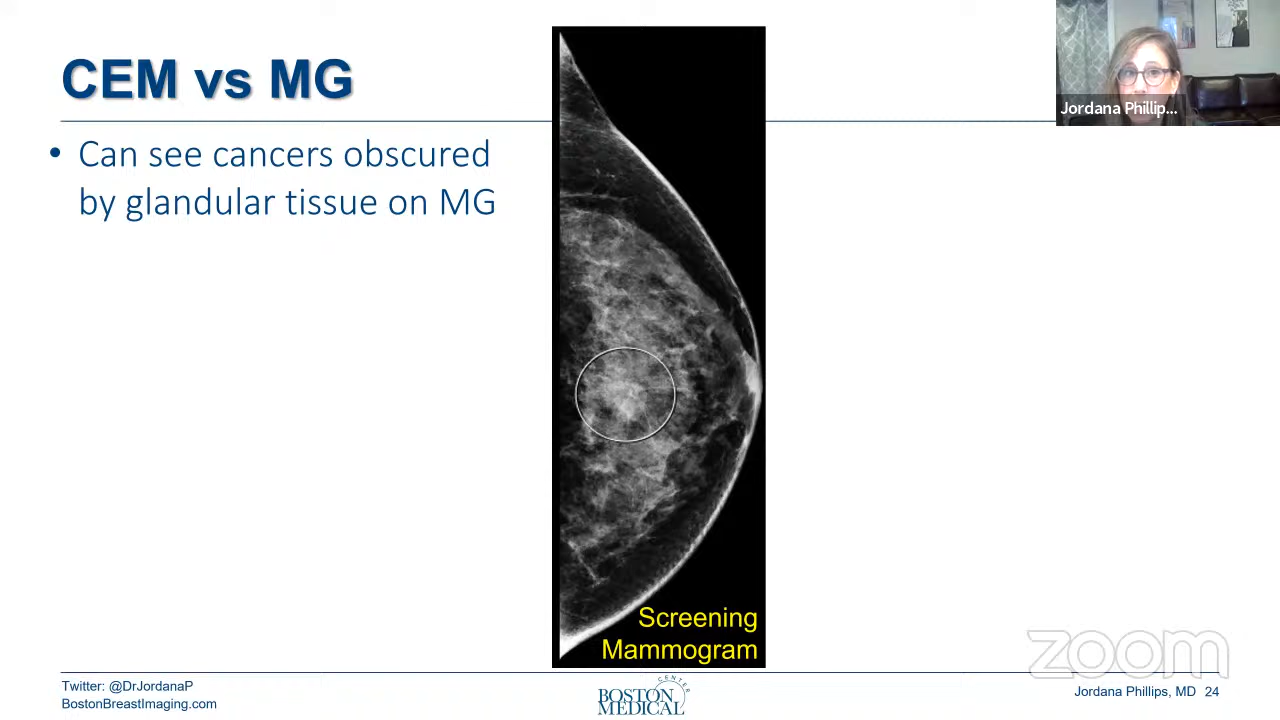 CEM vs MG
Jordana Phillip...
• Can see cancers obscured
by glandular tissue on MG
Screening
Mammogram
zoom
Twitter: @DrJordanaP
BostonBreastImaging.com
CENTER
BOSTON
MEDICAL
Jordana Phillips, MD 24